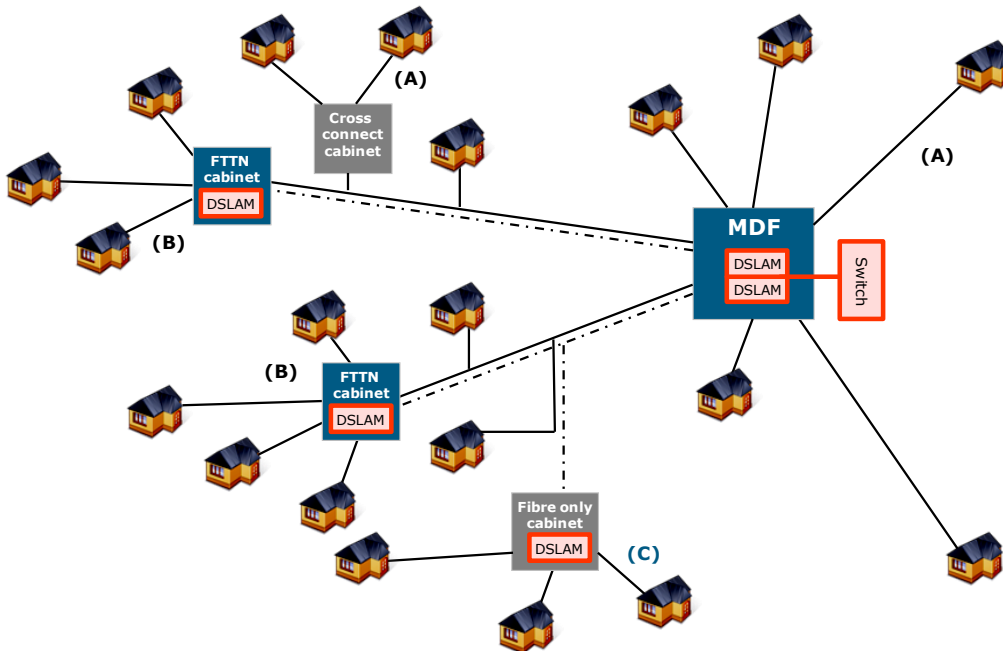 (A)
Cross
connect
cabinet
(A)
FTTN
cabinet
DSLAM
(B)
MDF
DSLAM
DSLAM
Switch
(B)
FTTN
cabinet
DSLAM
Fibre only
cabinet
DSLAM
(C)